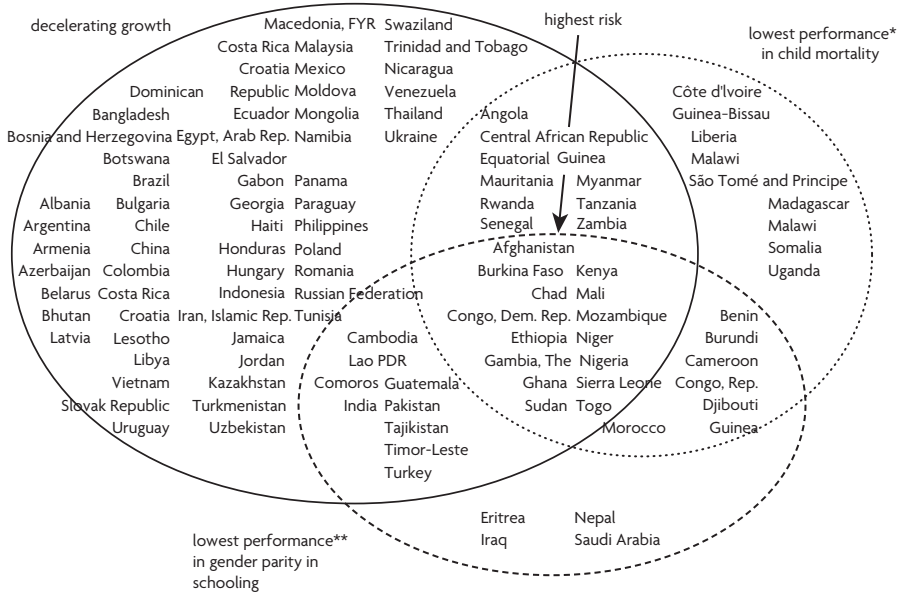 decelerating growth
Macedonia, FYR
Costa Rica Malaysia
Croatia Mexico
Dominican Republic Moldova
Bangladesh Ecuador Mongolia
Bosnia and Herzegovina Egypt, Arab Rep. Namibia
Botswana El Salvador
Brazil Gabon Panama
Albania Bulgaria Georgia Paraguay
Argentina Chile Haiti Philippines
Armenia China Honduras Poland
Azerbaijan Colombia Hungary Romania
Belarus Costa Rica Indonesia Russian Federation
Bhutan Croatia Iran, Islamic Rep. Tunisia
Latvia Lesotho Jamaica
Libya Jordan
Vietnam Kazakhstan
Slovak Republic Turkmenistan
Uruguay Uzbekistan
Swaziland
Trinidad and Tobago
Nicaragua
Venezuela
Thailand
Ukraine
highest risk
Angola
Central African Republic
Equatorial Guinea
Mauritania Myanmar
Rwanda Tanzania
Senegal Zambia
Afghanistan
Burkina Faso Kenya
Chad Mali
Congo, Dem. Rep. Mozambique
Ethiopia Niger
Gambia, The Nigeria
Ghana Sierra Leone
Sudan Togo
Morocco
lowest performance*
in child mortality
Côte d'Ivoire
Guinea-Bissau
Liberia
Malawi
São Tomé and Principe
Madagascar
Malawi
Somalia
Uganda
Benin
Burundi
Cameroon
Congo, Rep.
Djibouti
Guinea
Cambodia
Lao PDR
Comoros Guatemala
India Pakistan
Tajikistan
Timor-Leste
Turkey
Eritrea Nepal
Iraq Saudi Arabia
lowest performance**
in gender parity in
schooling